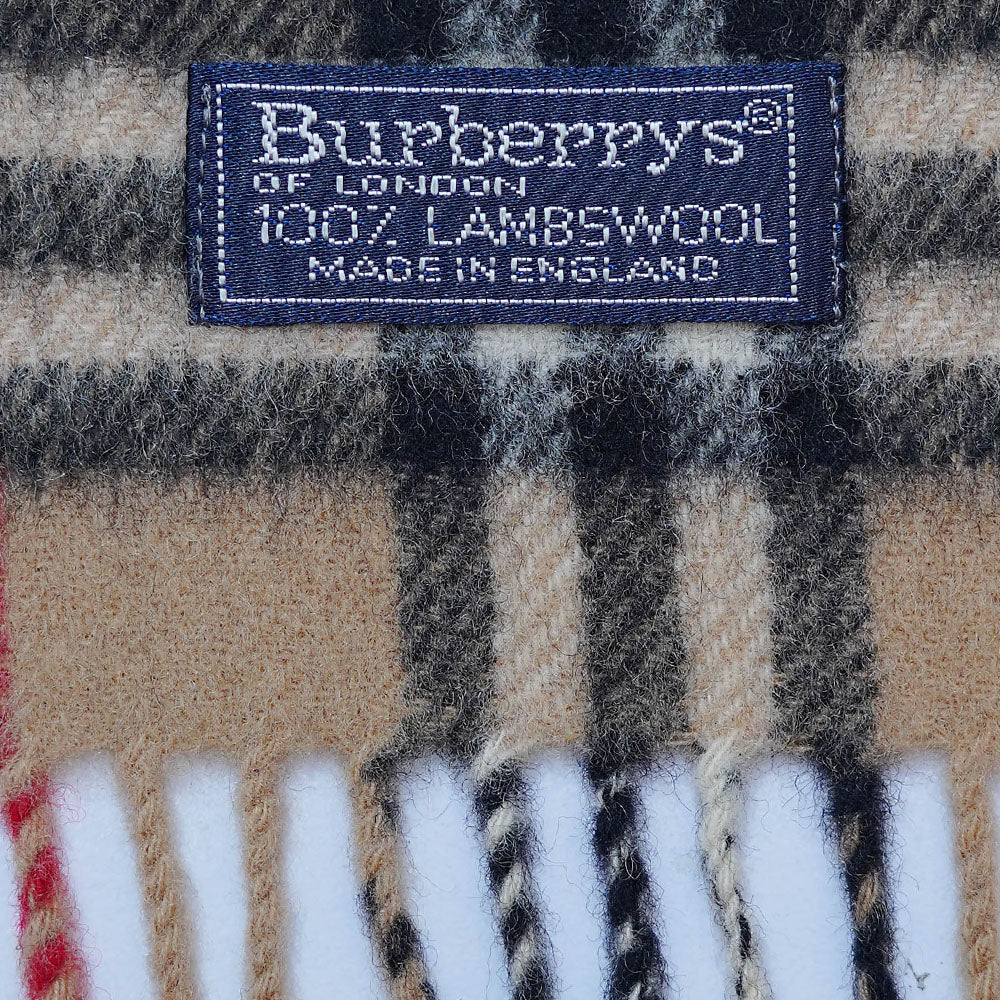 Burberrys®
OF LONDON
100% LAMBSWOOL
MADE IN ENGLAND